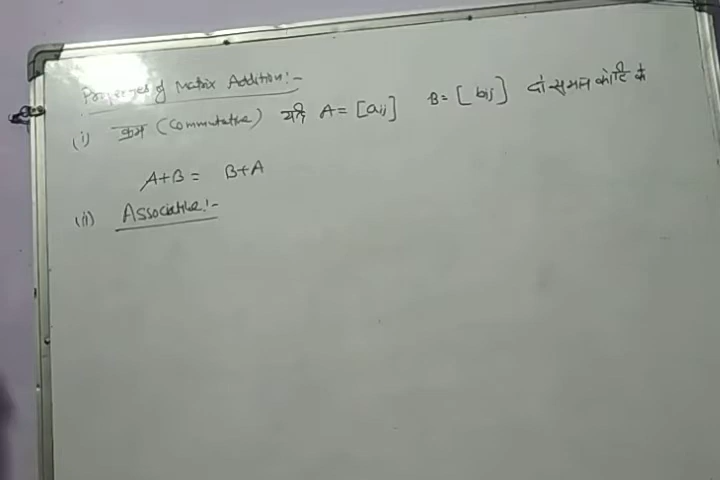 Properties of Matrix Addition:-
(i) क्रम (Commutative) यदि A = [aij] B = [bij] दो समान कोटि के
A+B = B+A
(ii) Associative:-